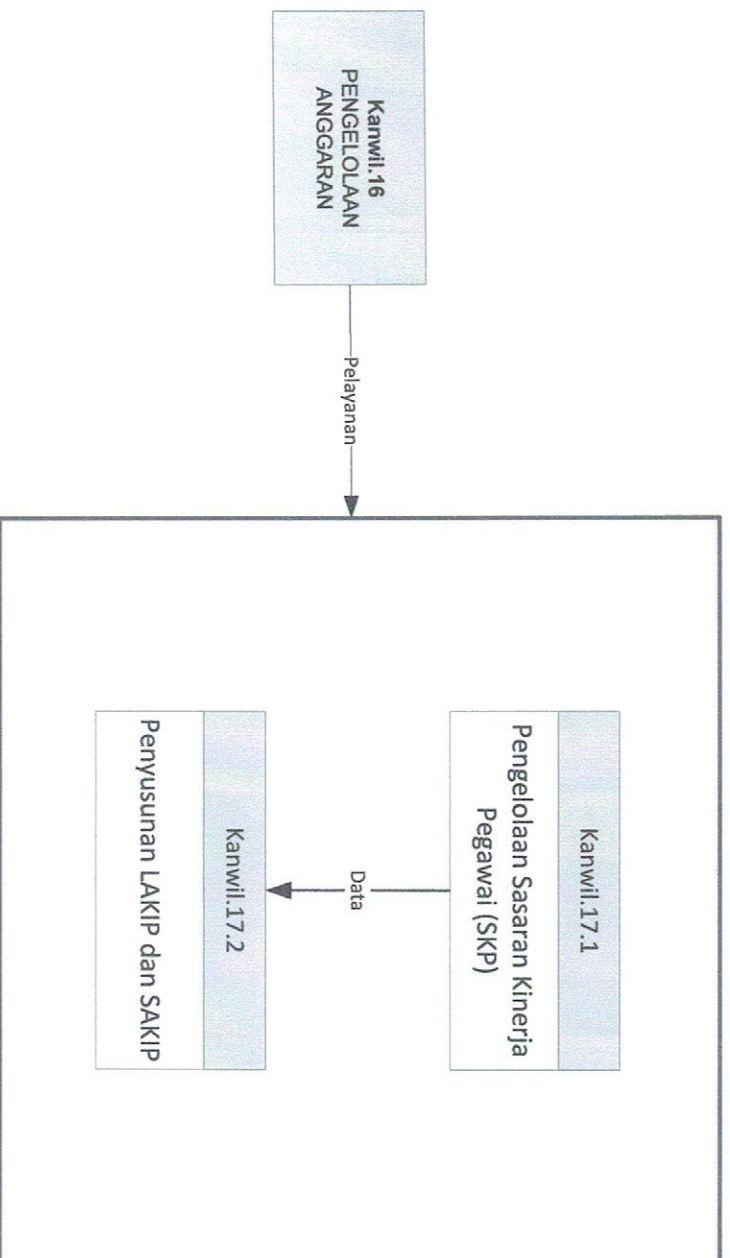 Kanwil.16
PENGELOLAAN
ANGGARAN
Pelayanan
Kanwil.17.1
Pengelolaan Sasaran Kinerja
Pegawai (SKP)
Data
Kanwil.17.2
Penyusunan LAKIP dan SAKIP